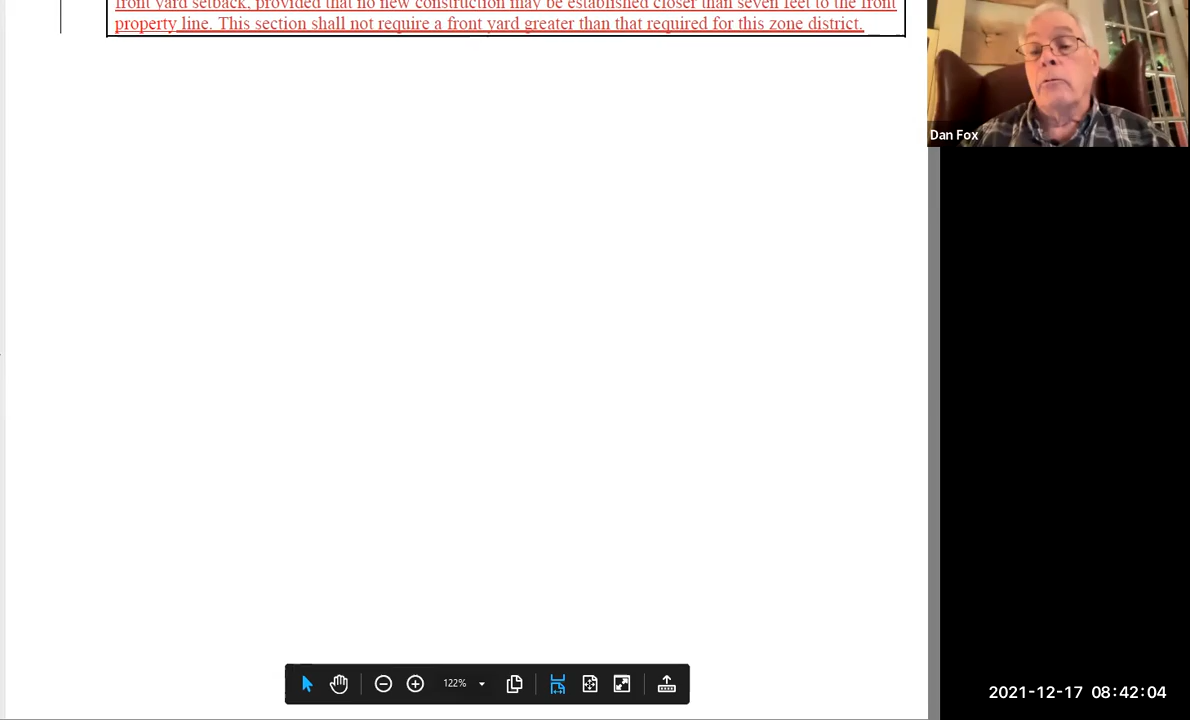 front yard setback, provided that no new construction may be established closer than seven feet to the front
property line. This section shall not require a front yard greater than that required for this zone district.
Dan Fox
122%
2021-12-17 08:42:04